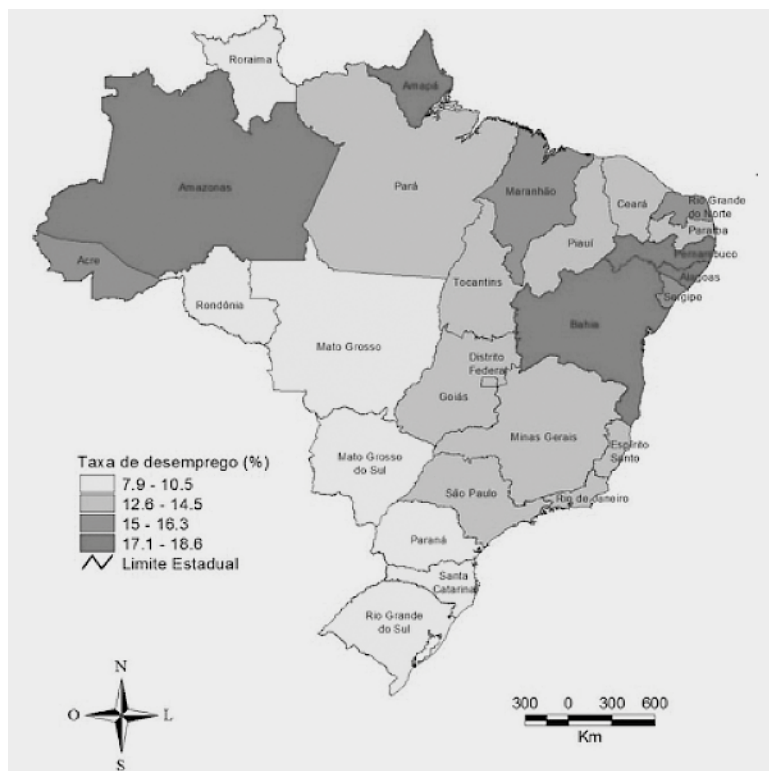 Roraima
Amapá
Amazonas
Pará
Maranhão
Ceará
Rio Grande
do Norte
Paraíba
Piauí
Pernambuco
Acre
Alagoas
Tocantins
Sergipe
Rondônia
Bahia
Mato Grosso
Distrito
Federal
Goiás
Minas Gerais
Espírito
Santo
Mato Grosso
do Sul
São Paulo
Rio de Janeiro
Paraná
Santa
Catarina
Rio Grande
do Sul
Taxa de desemprego (%)
7.9 - 10.5
12.6 - 14.5
15 - 16.3
17.1 - 18.6
Limite Estadual
N
O
L
S
300 0 300 600
Km